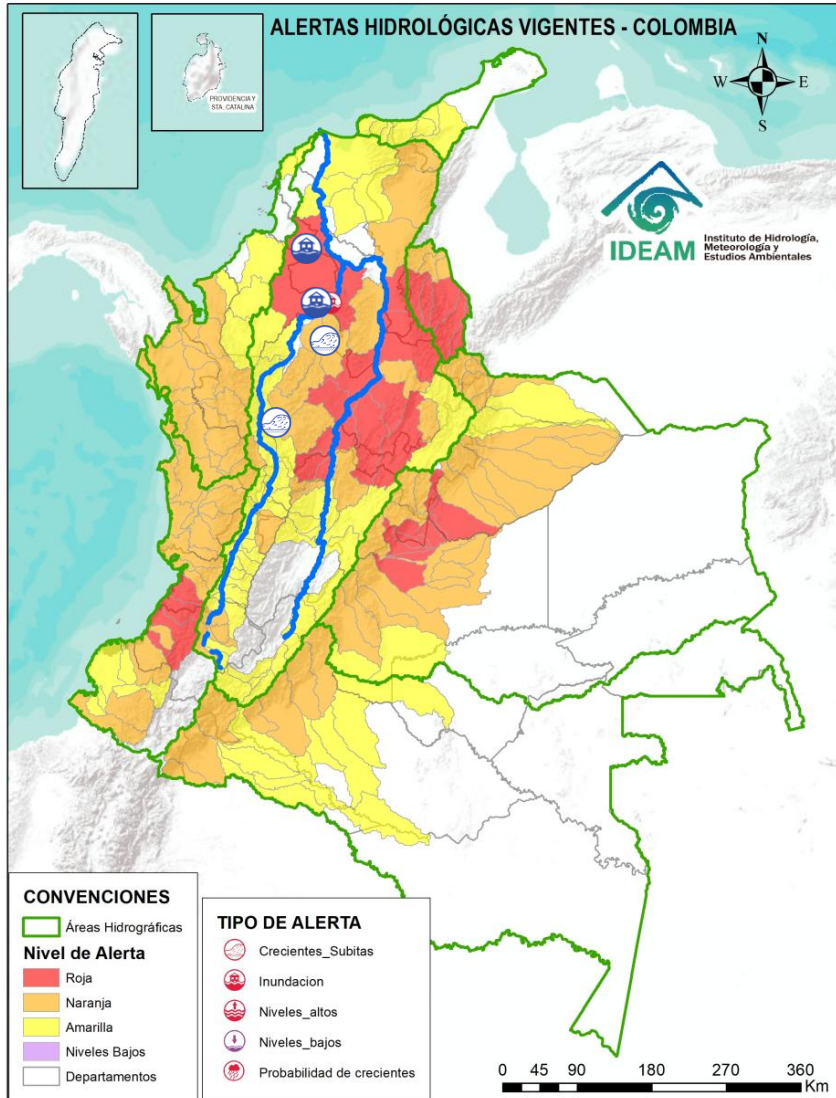 ALERTAS HIDROLÓGICAS VIGENTES - COLOMBIA
PROVIDENCIA Y
STA. CATALINA
N
W
E
S
IDEAM
Instituto de Hidrología,
Meteorología y
Estudios Ambientales
CONVENCIONES
Áreas Hidrográficas
Nivel de Alerta
Roja
Naranja
Amarilla
Niveles Bajos
Departamentos
TIPO DE ALERTA
Crecientes_Subitas
Inundacion
Niveles_altos
Niveles_bajos
Probabilidad de crecientes
0 45 90 180 270 360
Km